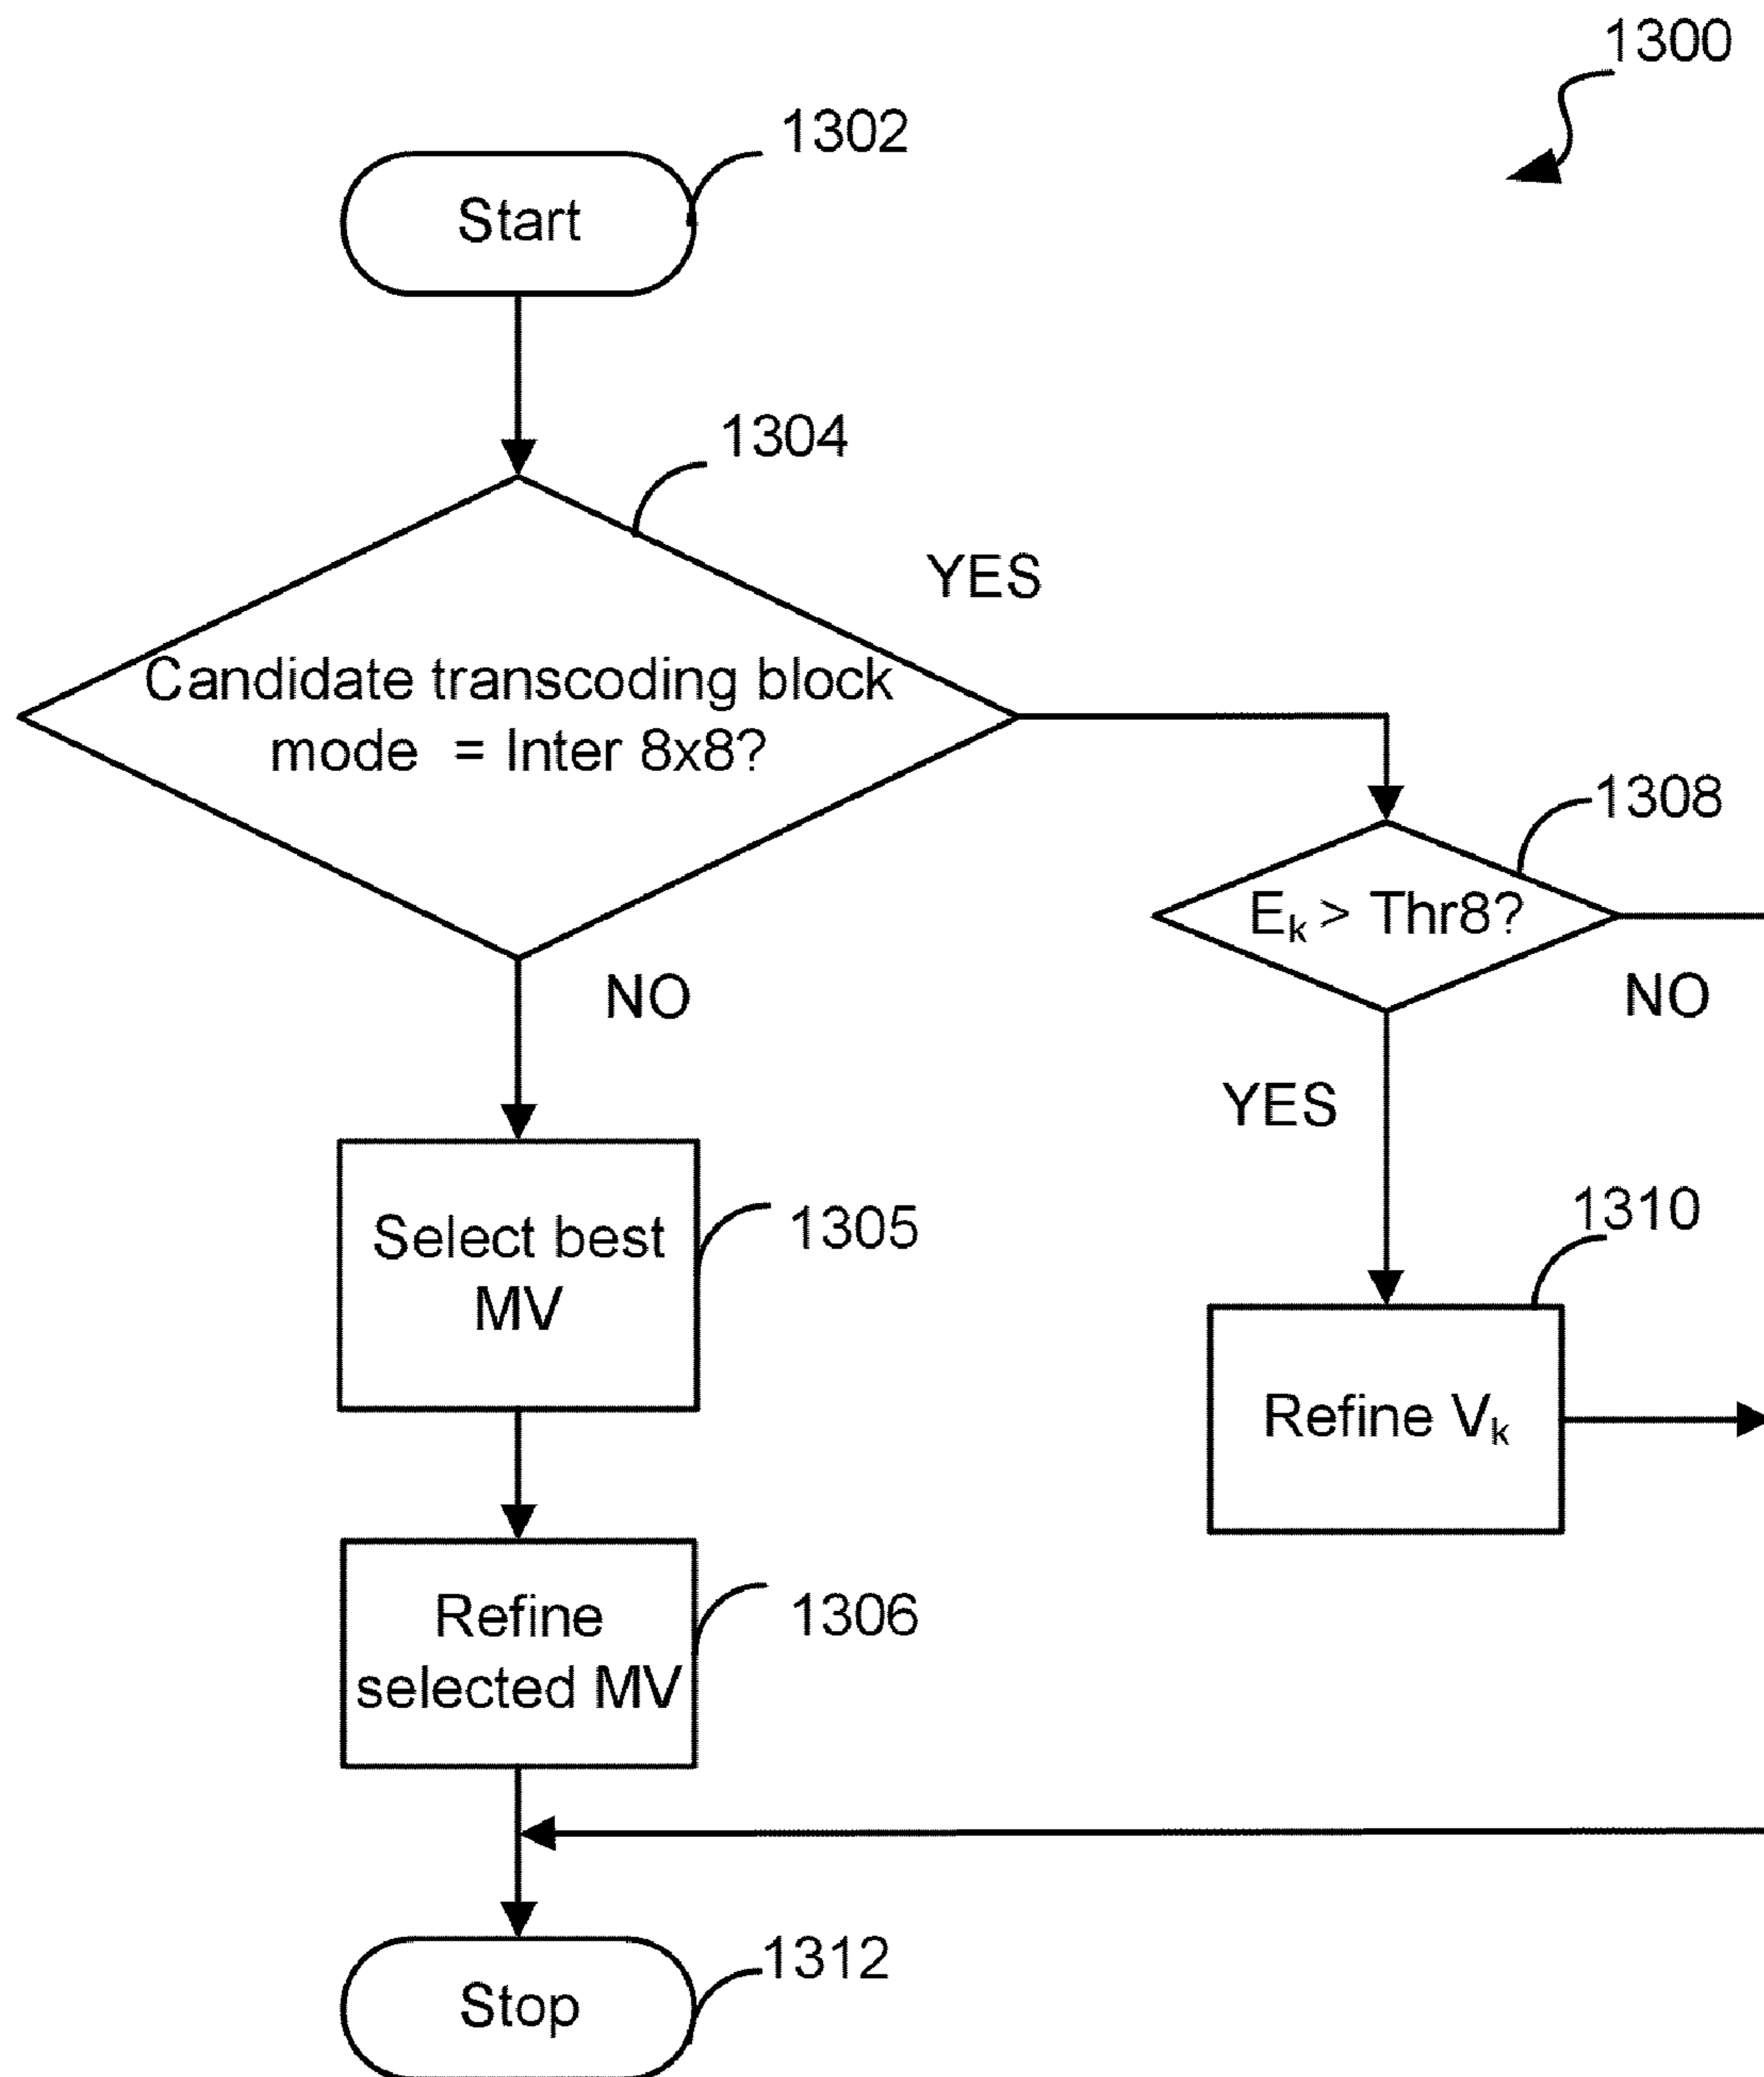 1300
1302
Start
1304
YES
Candidate transcoding block
mode = Inter 8x8?
1308
Eₖ > Thr8?
NO
NO
YES
1305
Select best
MV
1310
Refine Vₖ
1306
Refine
selected MV
1312
Stop